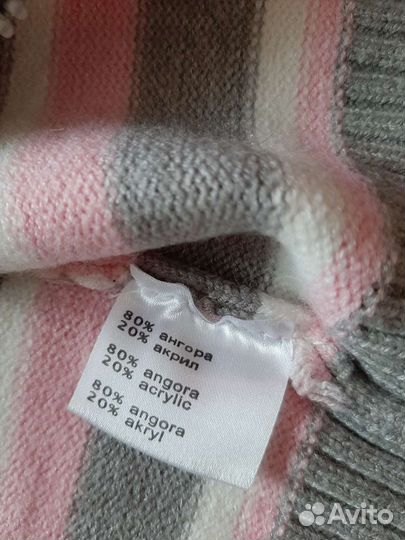 80% ангора
20% акрил
80% angora
20% acrylic
80% angora
20% akryl
Avito